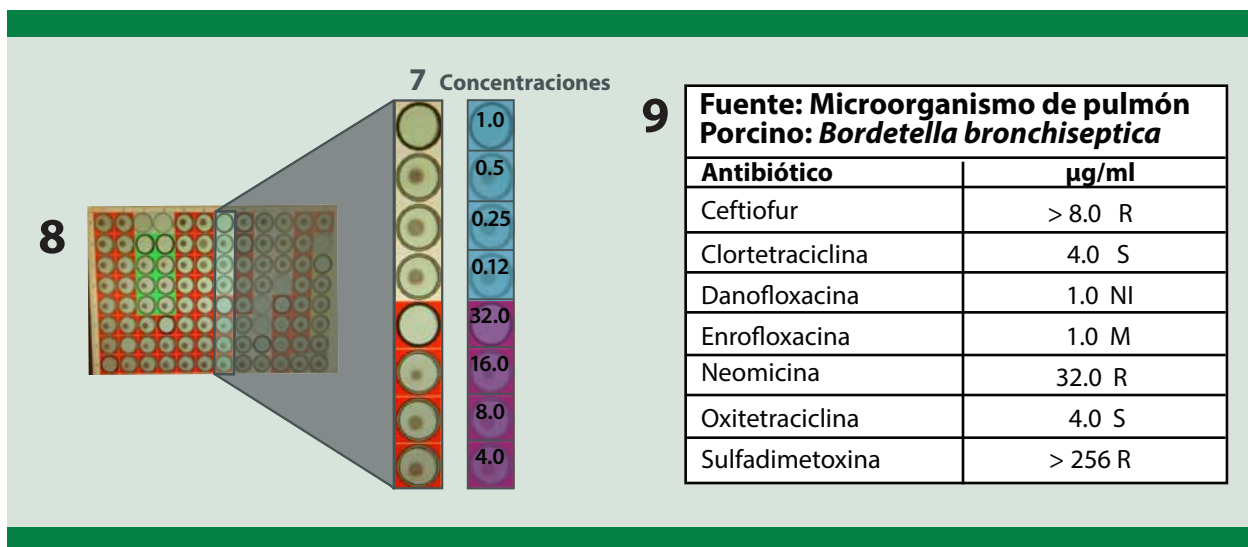 7 Concentraciones
1.0
0.5
0.25
0.12
32.0
16.0
8.0
4.0
8
9
Fuente: Microorganismo de pulmón
Porcino: Bordetella bronchiseptica
Antibiótico µg/ml
Ceftiofur > 8.0 R
Clortetraciclina 4.0 S
Danofloxacina 1.0 NI
Enrofloxacina 1.0 M
Neomicina 32.0 R
Oxitetraciclina 4.0 S
Sulfadimetoxina > 256 R